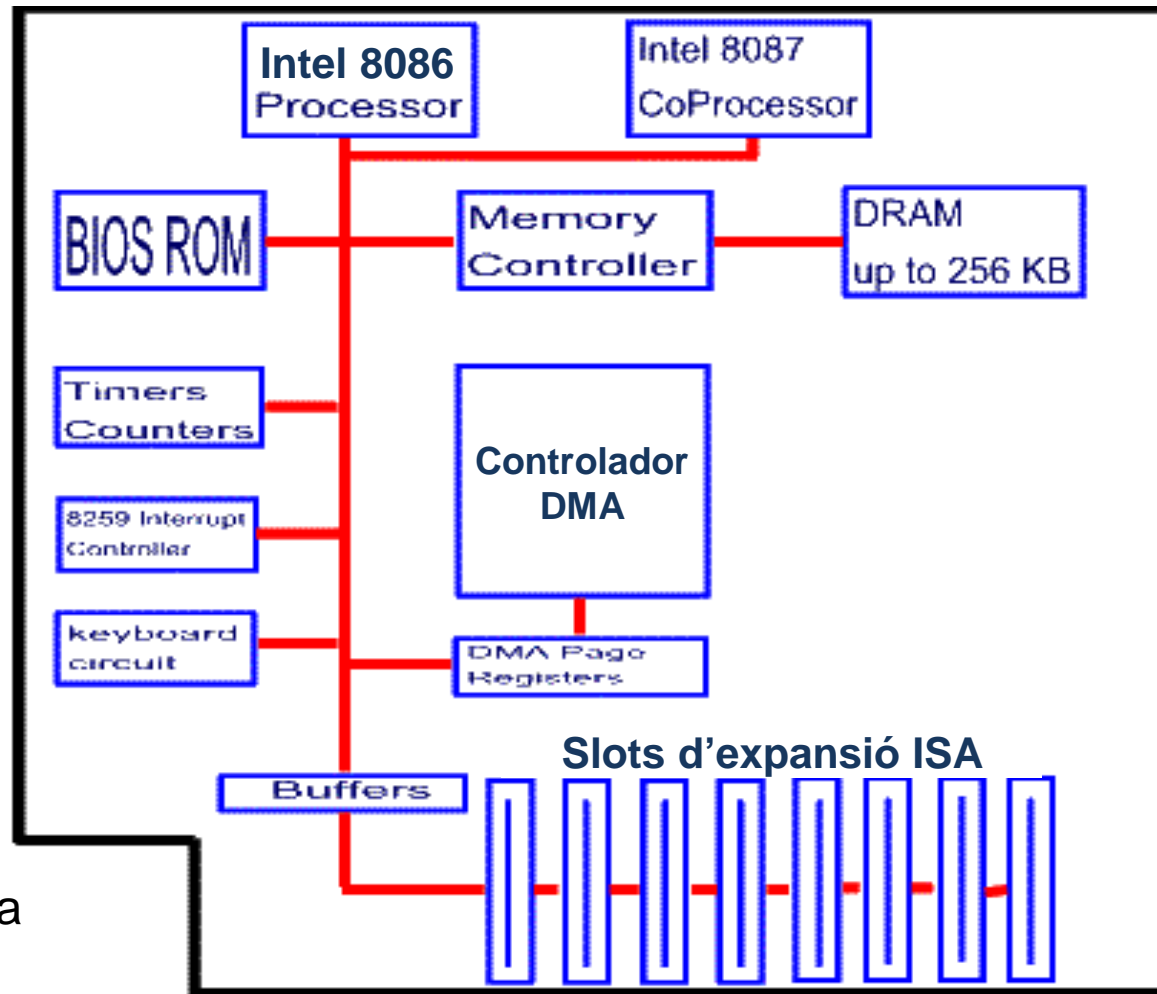 Intel 8086
Processor
Intel 8087
CoProcessor
BIOS ROM
Memory
Controller
DRAM
up to 256 KB
Timers
Counters
Controlador
DMA
8259 Interrupt
Controller
keyboard
circuit
DMA Page
Registers
Slots d’expansió ISA
Buffers
a